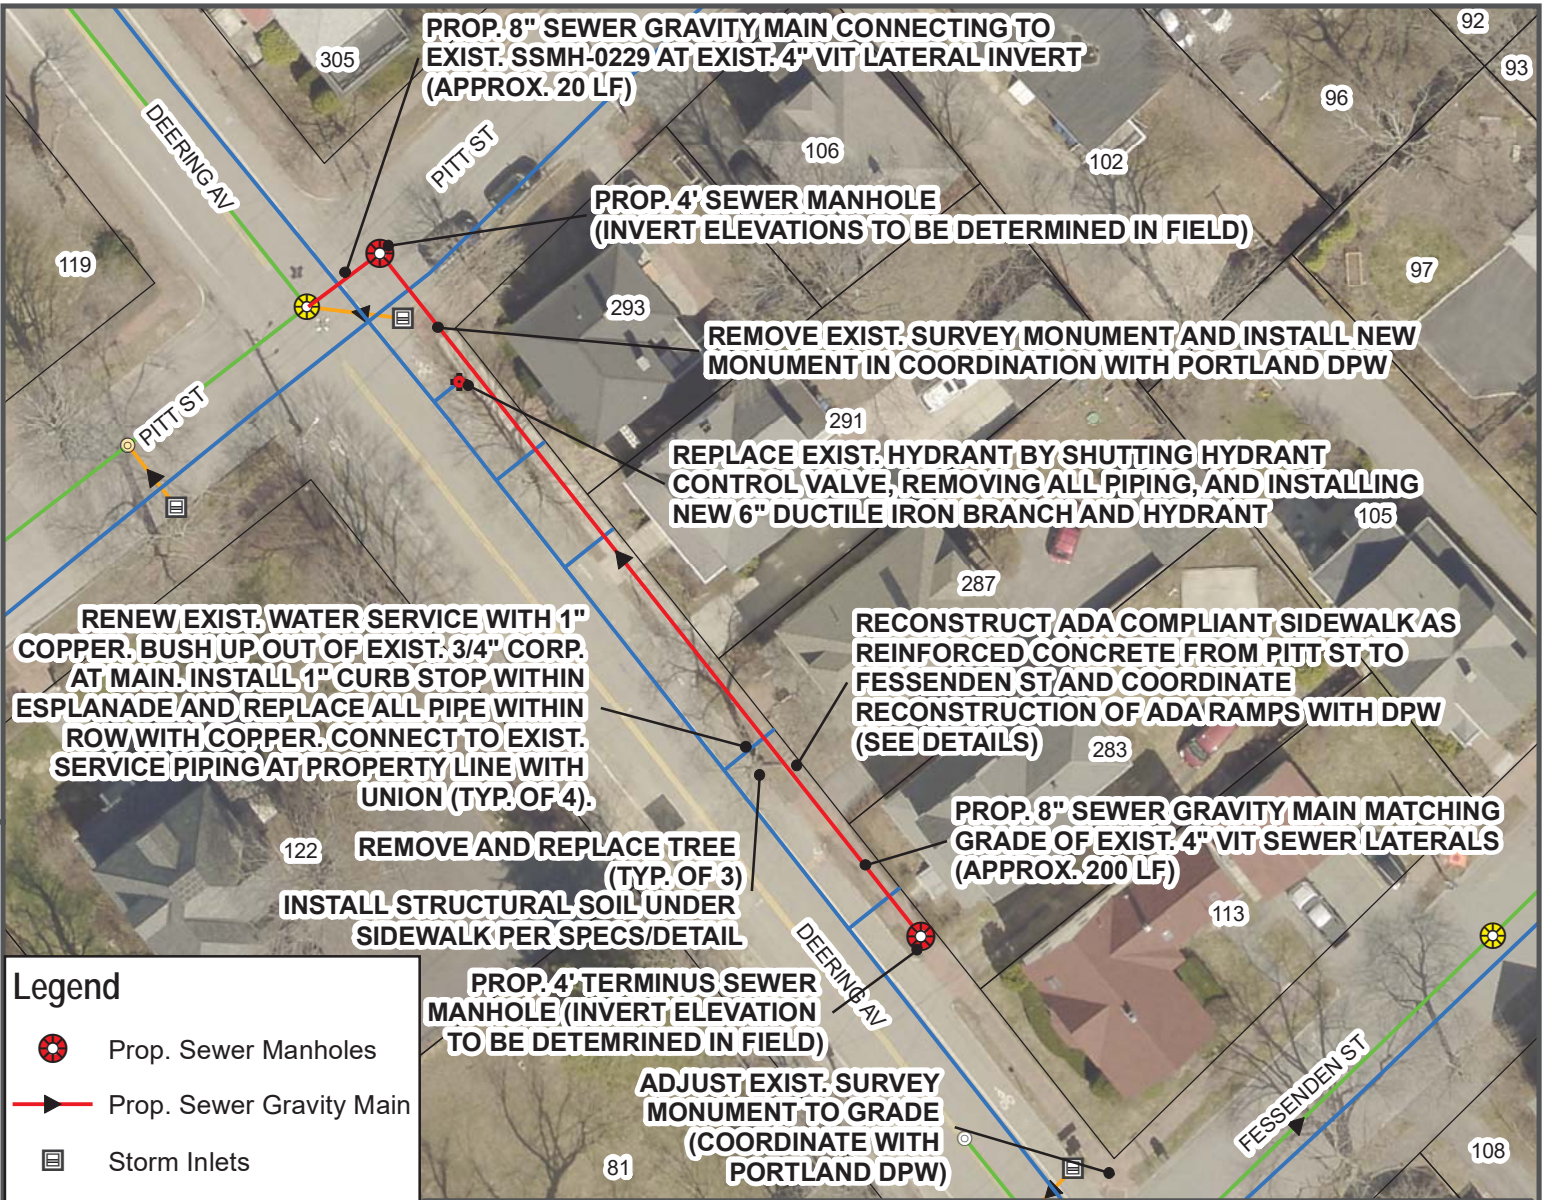 PROP. 8" SEWER GRAVITY MAIN CONNECTING TO
EXIST. SSMH-0229 AT EXIST. 4" VIT LATERAL INVERT
(APPROX. 20 LF)
92
93
305
96
DEERING AV
PITT ST
106
102
PROP. 4' SEWER MANHOLE
(INVERT ELEVATIONS TO BE DETERMINED IN FIELD)
119
97
293
REMOVE EXIST. SURVEY MONUMENT AND INSTALL NEW
MONUMENT IN COORDINATION WITH PORTLAND DPW
PITT ST
291
REPLACE EXIST. HYDRANT BY SHUTTING HYDRANT
CONTROL VALVE, REMOVING ALL PIPING, AND INSTALLING
NEW 6" DUCTILE IRON BRANCH AND HYDRANT
105
287
RENEW EXIST. WATER SERVICE WITH 1"
COPPER. BUSH UP OUT OF EXIST. 3/4" CORP.
AT MAIN. INSTALL 1" CURB STOP WITHIN
ESPLANADE AND REPLACE ALL PIPE WITHIN
ROW WITH COPPER. CONNECT TO EXIST.
SERVICE PIPING AT PROPERTY LINE WITH
UNION (TYP. OF 4).
RECONSTRUCT ADA COMPLIANT SIDEWALK AS
REINFORCED CONCRETE FROM PITT ST TO
FESSENDEN ST AND COORDINATE
RECONSTRUCTION OF ADA RAMPS WITH DPW
(SEE DETAILS)
283
PROP. 8" SEWER GRAVITY MAIN MATCHING
GRADE OF EXIST. 4" VIT SEWER LATERALS
(APPROX. 200 LF)
122
REMOVE AND REPLACE TREE
(TYP. OF 3)
INSTALL STRUCTURAL SOIL UNDER
SIDEWALK PER SPECS/DETAIL
113
DEERING AV
PROP. 4' TERMINUS SEWER
MANHOLE (INVERT ELEVATION
TO BE DETEMRINED IN FIELD)
FESSENDEN ST
ADJUST EXIST. SURVEY
MONUMENT TO GRADE
(COORDINATE WITH
PORTLAND DPW)
81
108
Legend
Prop. Sewer Manholes
Prop. Sewer Gravity Main
Storm Inlets